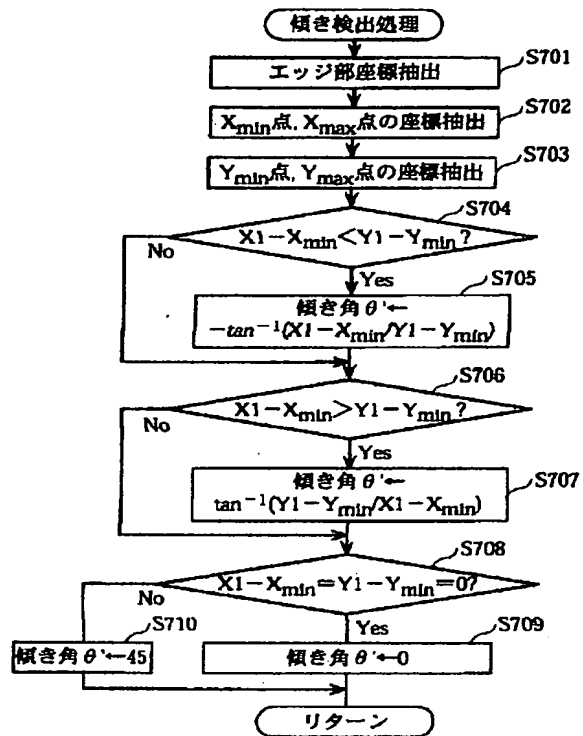 傾き検出処理
S701
エッジ部座標抽出
S702
Xmin点,Xmax点の座標抽出
S703
Ymin点,Ymax点の座標抽出
S704
X1−Xmin<Y1−Ymin?
No
Yes
S705
傾き角θ'←
−tan⁻¹(X1−Xmin/Y1−Ymin)
S706
X1−Xmin>Y1−Ymin?
No
Yes
S707
傾き角θ'←
tan⁻¹(Y1−Ymin/X1−Xmin)
S708
X1−Xmin=Y1−Ymin=0?
No
Yes
S710
S709
傾き角θ'←45
傾き角θ'←0
リターン